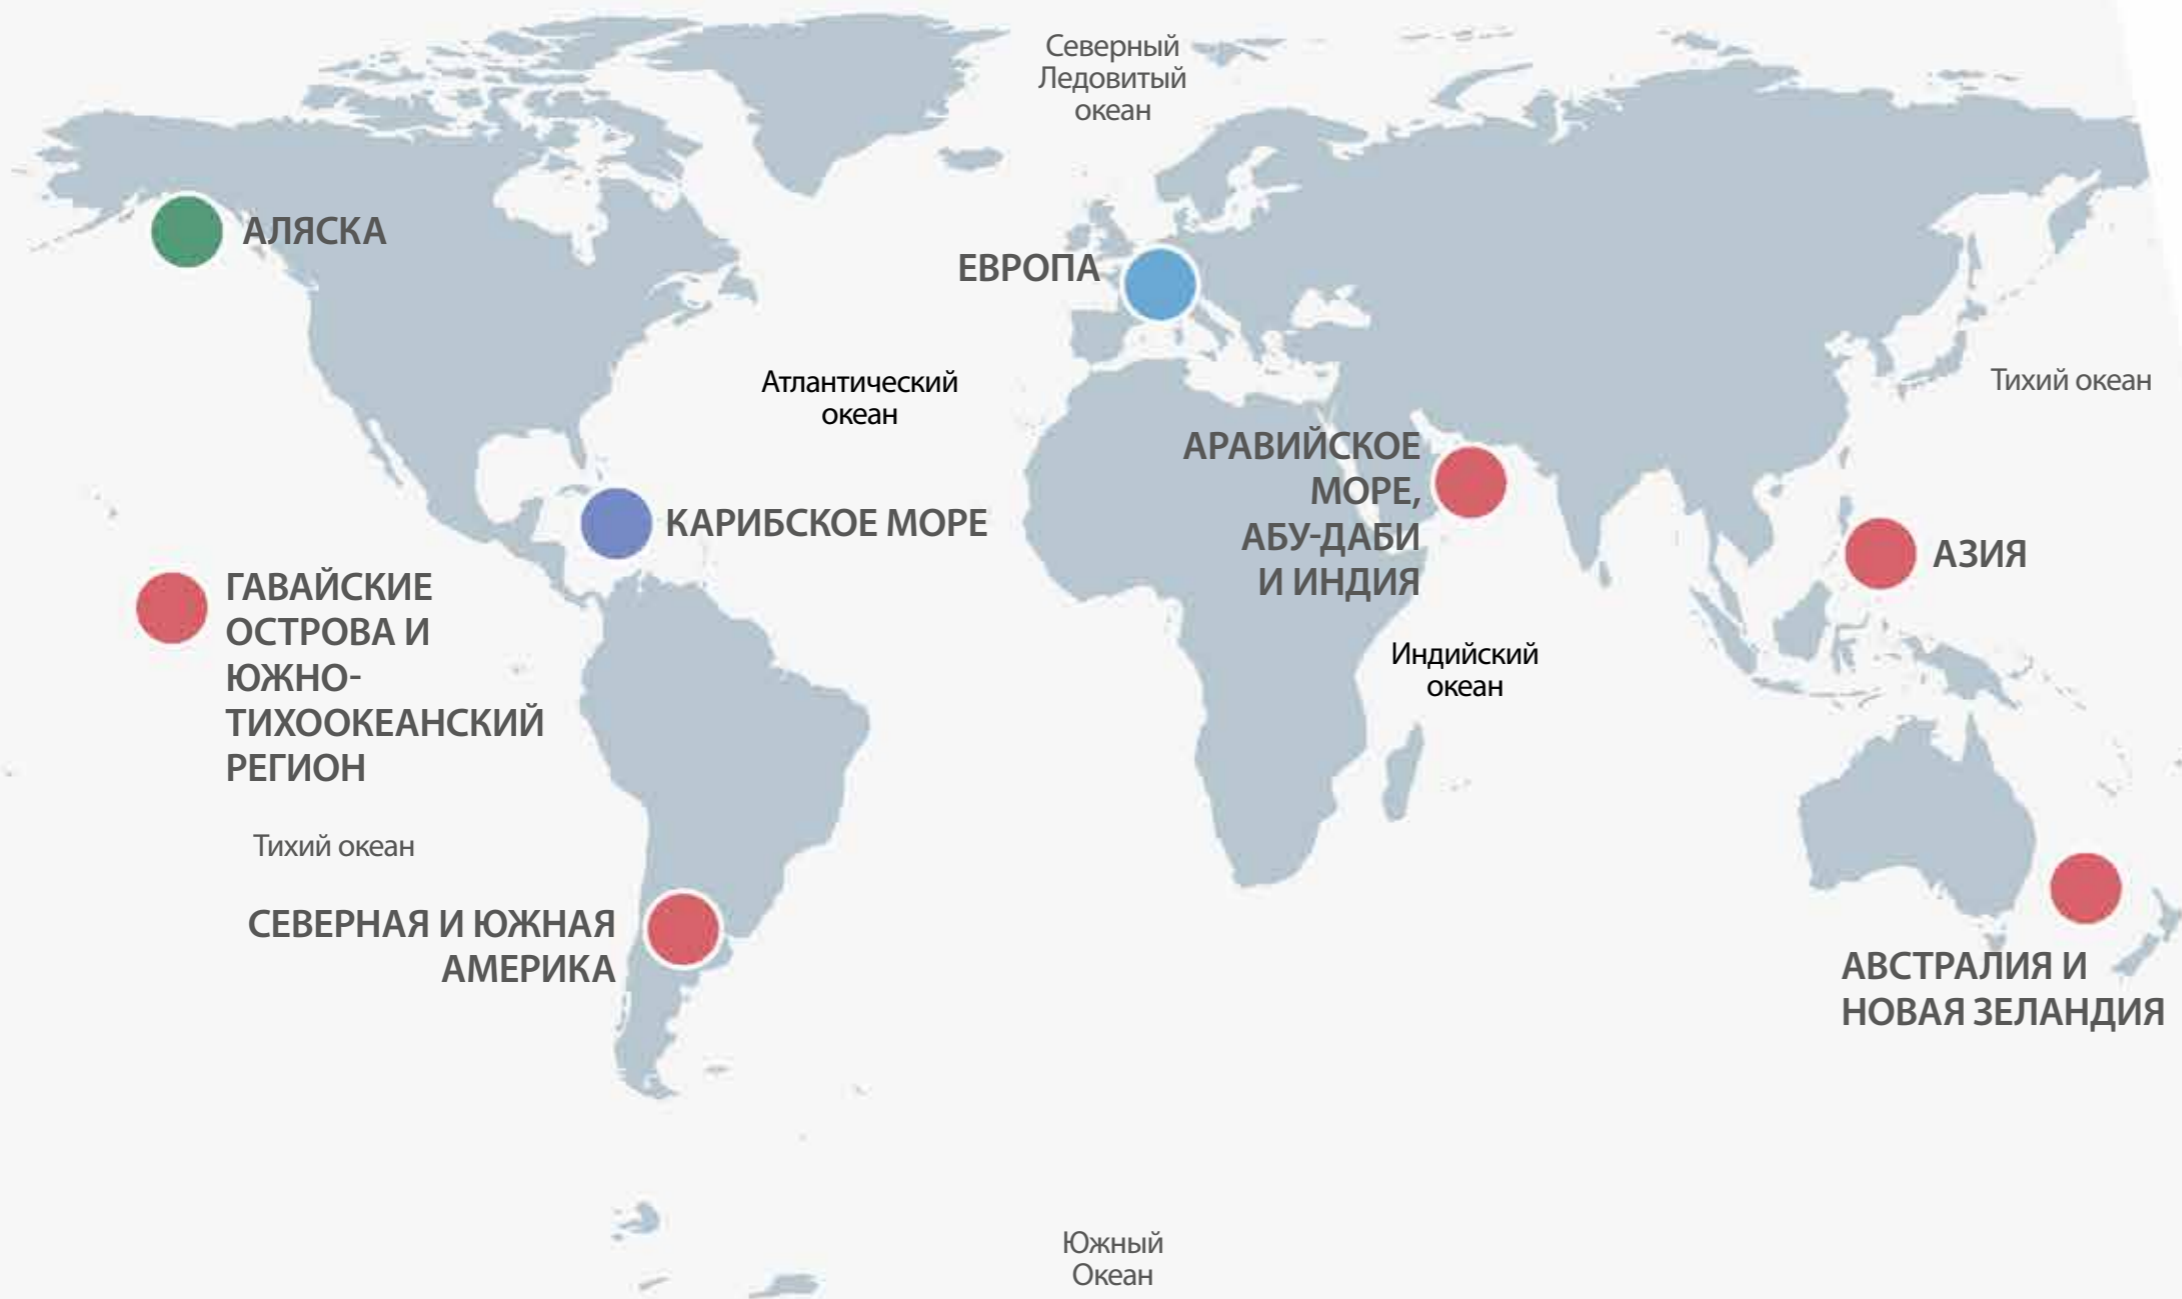 Северный
Ледовитый
океан
АЛЯСКА
ЕВРОПА
Атлантический
океан
Тихий океан
АРАВИЙСКОЕ
МОРЕ,
АБУ-ДАБИ
И ИНДИЯ
КАРИБСКОЕ МОРЕ
АЗИЯ
ГАВАЙСКИЕ
ОСТРОВА И
ЮЖНО-
ТИХООКЕАНСКИЙ
РЕГИОН
Индийский
океан
Тихий океан
СЕВЕРНАЯ И ЮЖНАЯ
АМЕРИКА
АВСТРАЛИЯ И
НОВАЯ ЗЕЛАНДИЯ
Южный
Океан